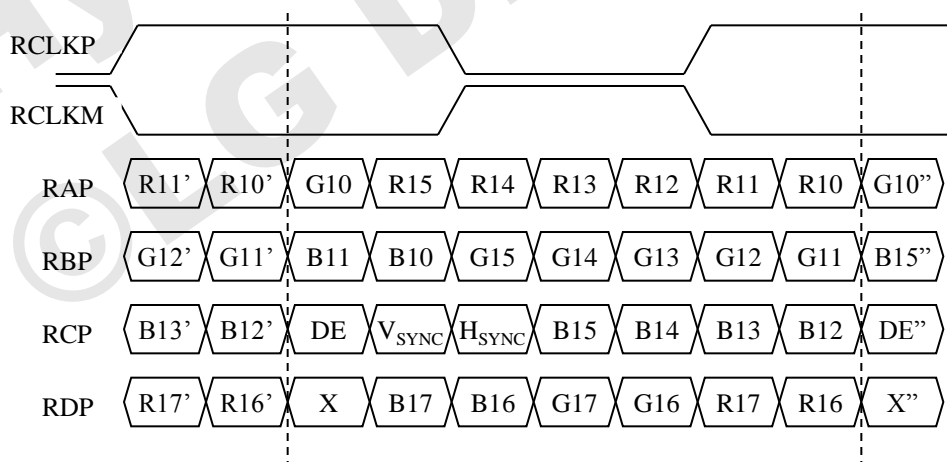 RCLKP
RCLKM
RAP R11’ R10’ G10 R15 R14 R13 R12 R11 R10 G10”
RBP G12’ G11’ B11 B10 G15 G14 G13 G12 G11 B15”
RCP B13’ B12’ DE VSYNC HSYNC B15 B14 B13 B12 DE”
RDP R17’ R16’ X B17 B16 G17 G16 R17 R16 X”
©LG